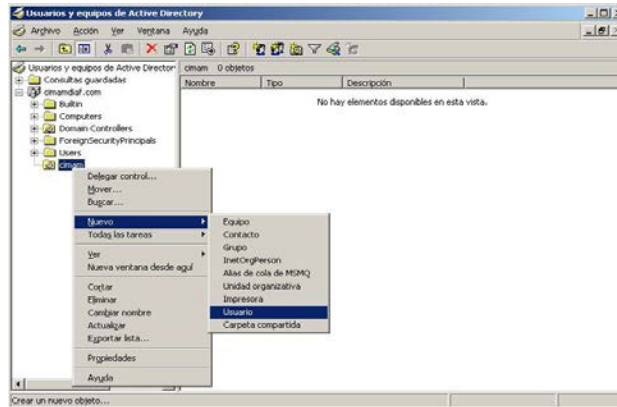 Usuarios y equipos de Active Directory
Archivo Acción Ver Ventana Ayuda
Usuarios y equipos de Active Director
cimam 0 objetos
Consultas guardadas
Nombre Tipo Descripción
cimamdiaf.com
No hay elementos disponibles en esta vista.
Builtin
Computers
Domain Controllers
ForeignSecurityPrincipals
Users
cimam
Delegar control...
Mover...
Buscar...
Nuevo
Todas las tareas
Ver
Nueva ventana desde aquí
Cortar
Eliminar
Cambiar nombre
Actualizar
Exportar lista...
Propiedades
Ayuda
Equipo
Contacto
Grupo
InetOrgPerson
Alias de cola de MSMQ
Unidad organizativa
Impresora
Usuario
Carpeta compartida
Crear un nuevo objeto...